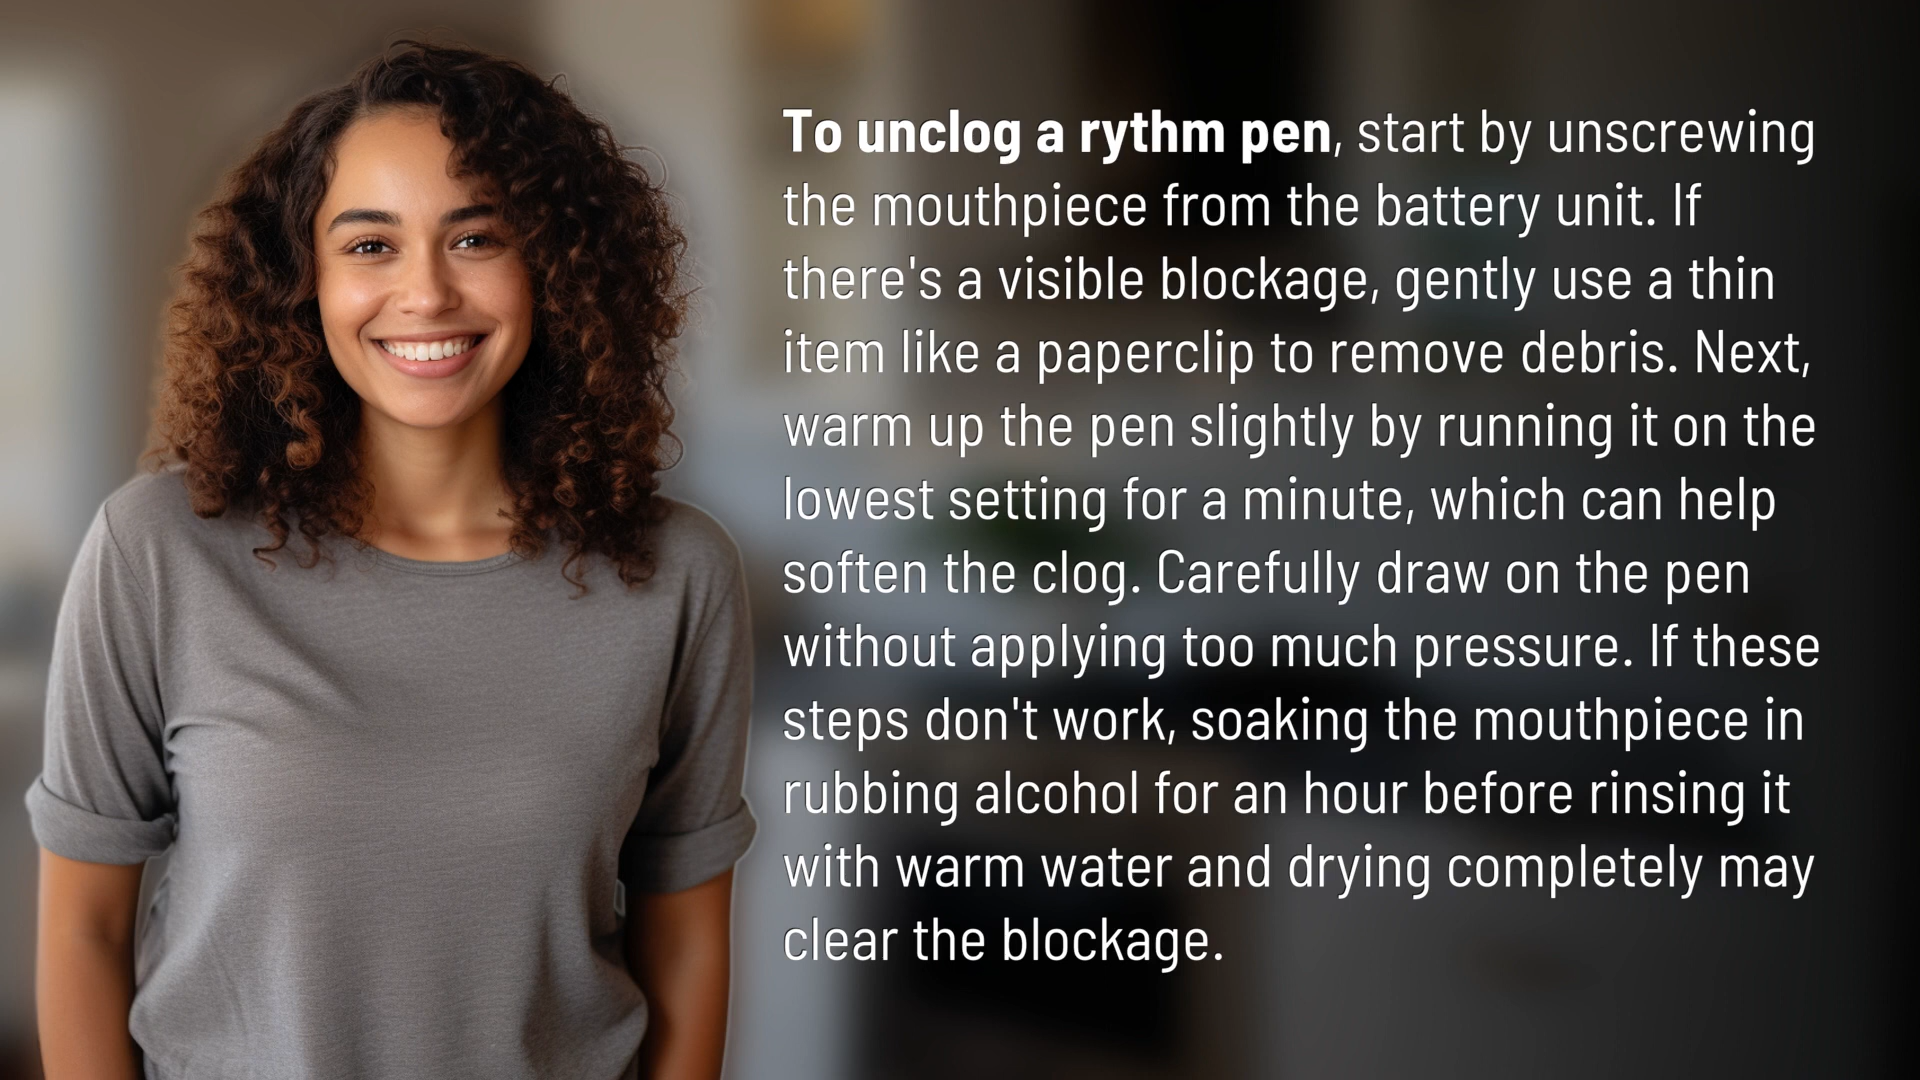 To unclog a rythm pen, start by unscrewing
the mouthpiece from the battery unit. If
there's a visible blockage, gently use a thin
item like a paperclip to remove debris. Next,
warm up the pen slightly by running it on the
lowest setting for a minute, which can help
soften the clog. Carefully draw on the pen
without applying too much pressure. If these
steps don't work, soaking the mouthpiece in
rubbing alcohol for an hour before rinsing it
with warm water and drying completely may
clear the blockage.